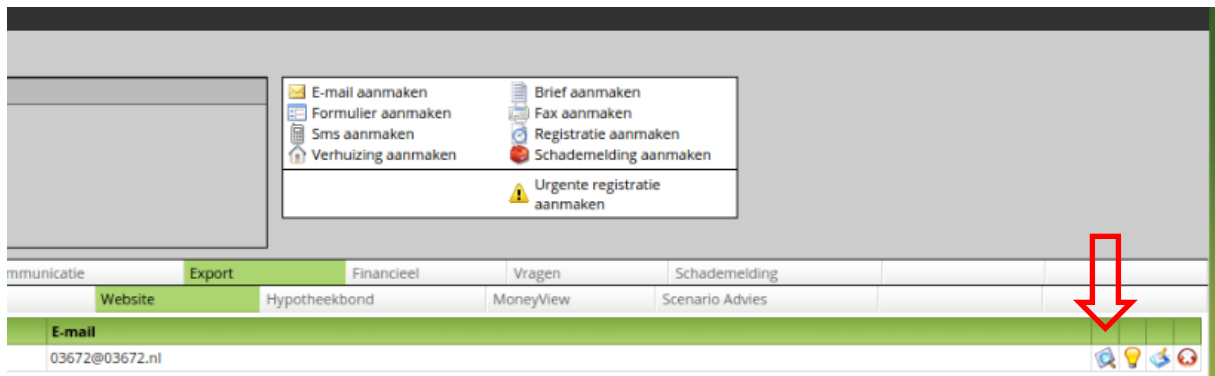 E-mail aanmaken
Brief aanmaken
Formulier aanmaken
Fax aanmaken
Sms aanmaken
Registratie aanmaken
Verhuizing aanmaken
Schademelding aanmaken
Urgente registratie
aanmaken
mmunicatie Export Financieel Vragen Schademelding
Website Hypotheekbond MoneyView Scenario Advies
E-mail
03672@03672.nl